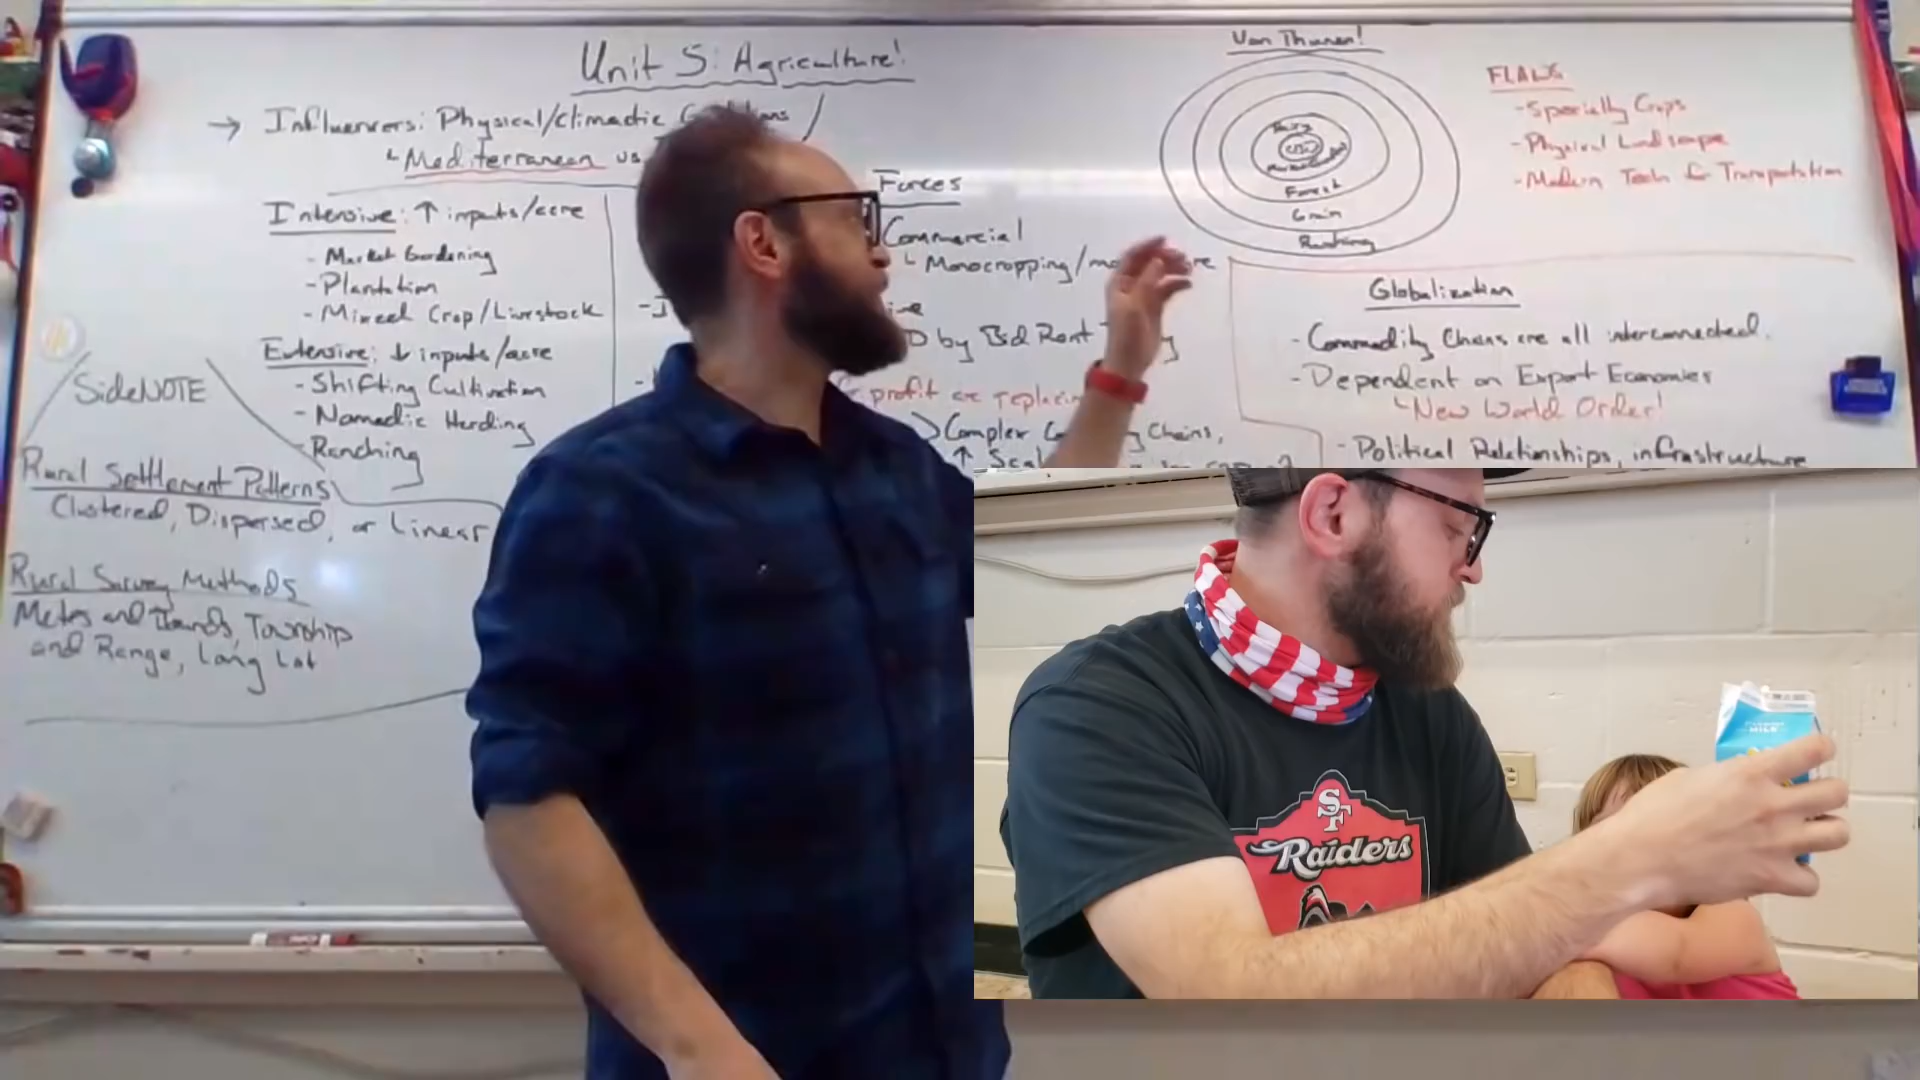 Unit 5: Agriculture!
→ Influencers: Physical/climatic
Mediterranean vs.
Intensive: ↑ inputs/acre
- Market Gardening
- Plantation
- Mixed Crop/Livestock
Extensive: ↓ inputs/acre
- Shifting Cultivation
- Nomadic Herding
- Ranching
SideNOTE
Rural Settlement Patterns
Clustered, Dispersed, or Linear
Rural Survey Methods
Metes and Bounds, Township
and Range, Long Lot
Forces
Commercial
Monocropping/mo
by Bid Rent
profit are replacin
Complex Chains,
↑ Scal
Von Thunen!
Dairy
Forest
Grain
Ranching
FLAWS
- Specialty Crops
- Physical Landscape
- Modern Tech for Transportation
Globalization
- Commodity Chains are all interconnected.
- Dependent on Export Economies
New World Order!
- Political Relationships, infrastructure
MILK
SF
Raiders